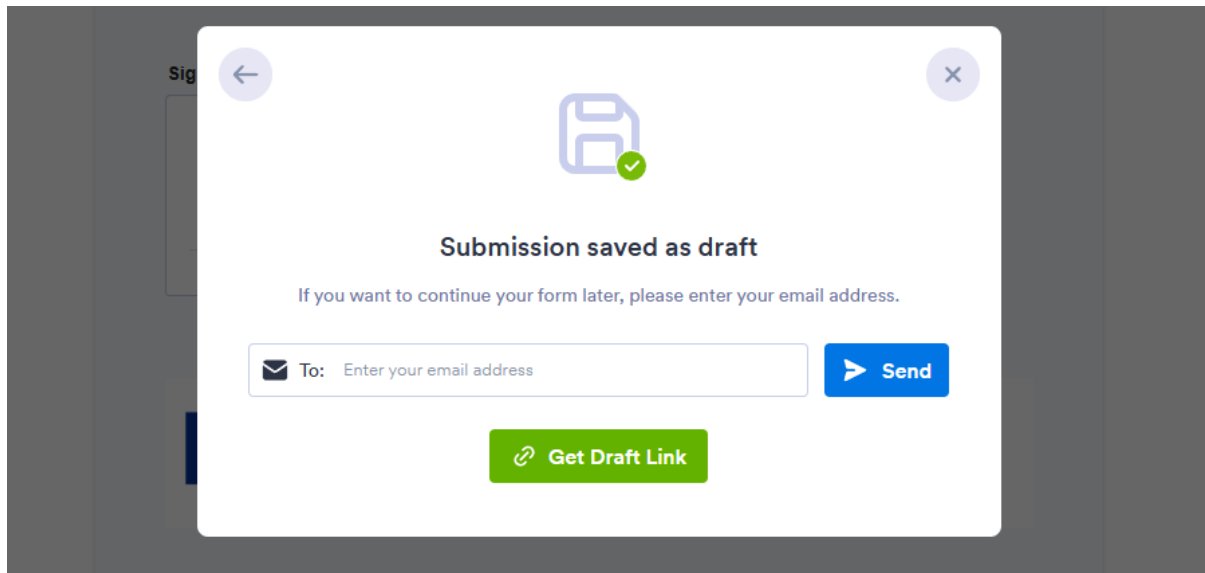 Sig
Submission saved as draft
If you want to continue your form later, please enter your email address.
To: Enter your email address
Send
Get Draft Link